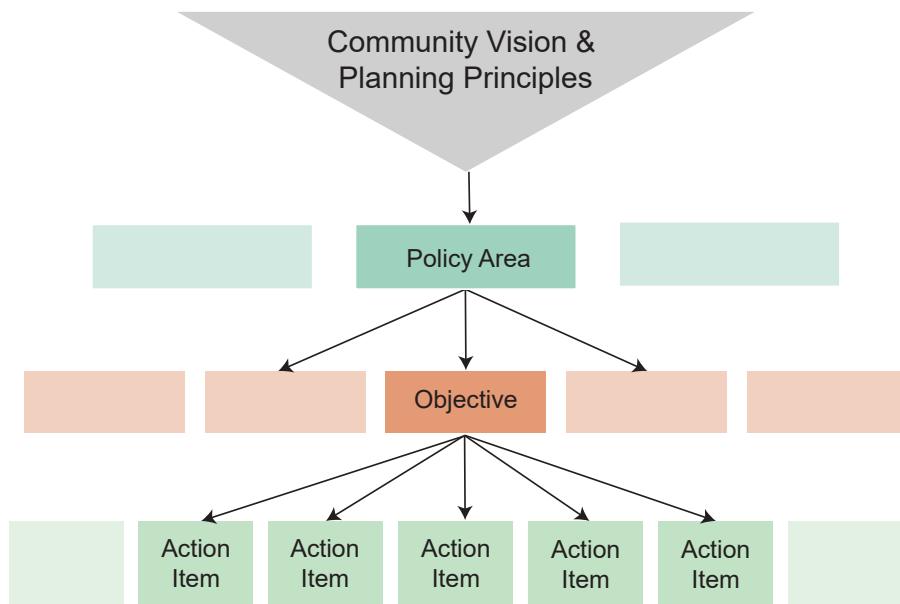 Community Vision &
Planning Principles
Policy Area
Objective
Action
Item
Action
Item
Action
Item
Action
Item
Action
Item